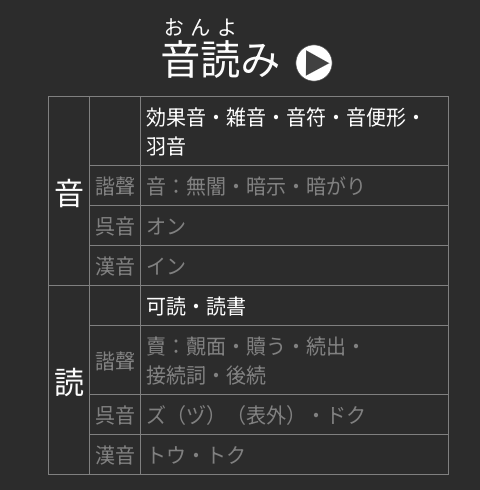 おんよ
音読み
音
効果音・雑音・音符・音便形・
羽音
諧聲 音：無闇・暗示・暗がり
呉音 オン
漢音 イン
読
可読・読書
諧聲 賣：覿面・贖う・続出・
接続詞・後続
呉音 ズ（ヅ）（表外）・ドク
漢音 トウ・トク